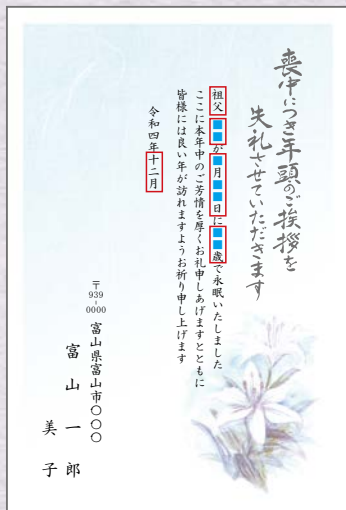 喪中につき年頭のご挨拶を
失礼させていただきます
祖父■■が■月■■日に■■歳で永眠いたしました
ここに本年中のご芳情を厚くお礼申しあげますとともに
皆様には良い年が訪れますようお祈り申し上げます
令和四年十二月
〒939-0000
富山県富山市〇〇〇
富山一郎
美子